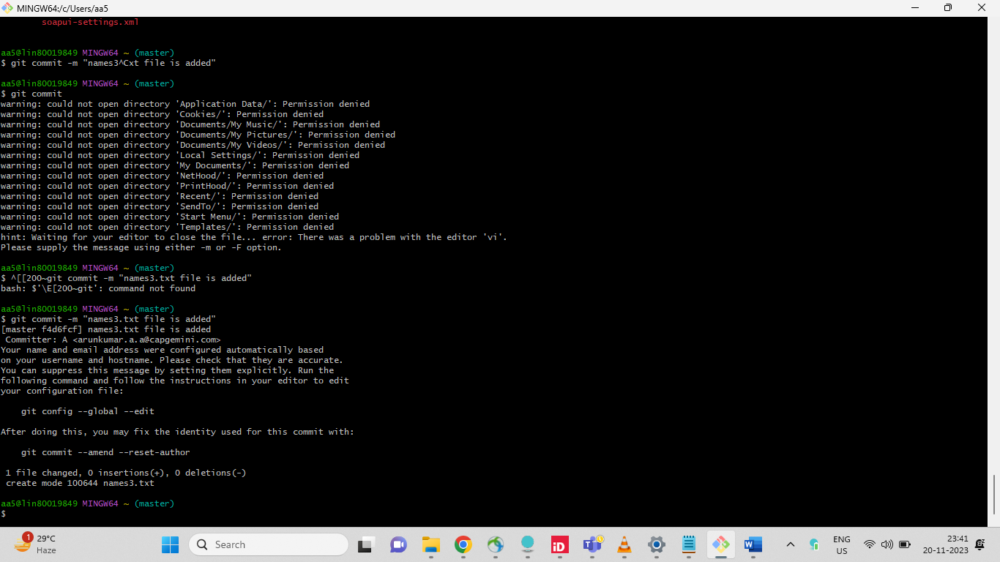 MINGW64:/c/Users/aa5
soapui-settings.xml
aa5@lin80019849 MINGW64 ~ (master)
$ git commit -m "names3^Cxt file is added"
aa5@lin80019849 MINGW64 ~ (master)
$ git commit
warning: could not open directory 'Application Data/': Permission denied
warning: could not open directory 'Cookies/': Permission denied
warning: could not open directory 'Documents/My Music/': Permission denied
warning: could not open directory 'Documents/My Pictures/': Permission denied
warning: could not open directory 'Documents/My Videos/': Permission denied
warning: could not open directory 'Local Settings/': Permission denied
warning: could not open directory 'My Documents/': Permission denied
warning: could not open directory 'NetHood/': Permission denied
warning: could not open directory 'PrintHood/': Permission denied
warning: could not open directory 'Recent/': Permission denied
warning: could not open directory 'SendTo/': Permission denied
warning: could not open directory 'Start Menu/': Permission denied
warning: could not open directory 'Templates/': Permission denied
hint: Waiting for your editor to close the file... error: There was a problem with the editor 'vi'.
Please supply the message using either -m or -F option.
aa5@lin80019849 MINGW64 ~ (master)
$ ^[[200~git commit -m "names3.txt file is added"
bash: $'\E[200~git': command not found
aa5@lin80019849 MINGW64 ~ (master)
$ git commit -m "names3.txt file is added"
[master f4d6fcf] names3.txt file is added
Committer: A <arunkumar.a.a@capgemini.com>
Your name and email address were configured automatically based
on your username and hostname. Please check that they are accurate.
You can suppress this message by setting them explicitly. Run the
following command and follow the instructions in your editor to edit
your configuration file:
git config --global --edit
After doing this, you may fix the identity used for this commit with:
git commit --amend --reset-author
1 file changed, 0 insertions(+), 0 deletions(-)
create mode 100644 names3.txt
aa5@lin80019849 MINGW64 ~ (master)
$
1
29°C
Haze
Search
iD
T
W
ENG
US
23:41
20-11-2023